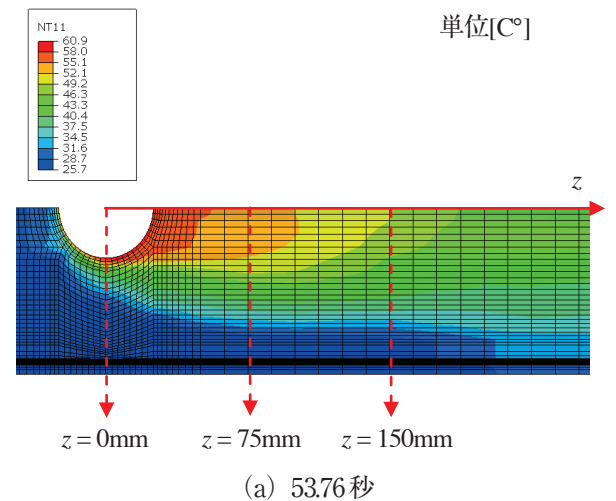 単位[C°]
NT11
60.9
58.0
55.1
52.1
49.2
46.3
43.3
40.4
37.5
34.5
31.6
28.7
25.7
z
z = 0mm
z = 75mm
z = 150mm
(a) 53.76 秒